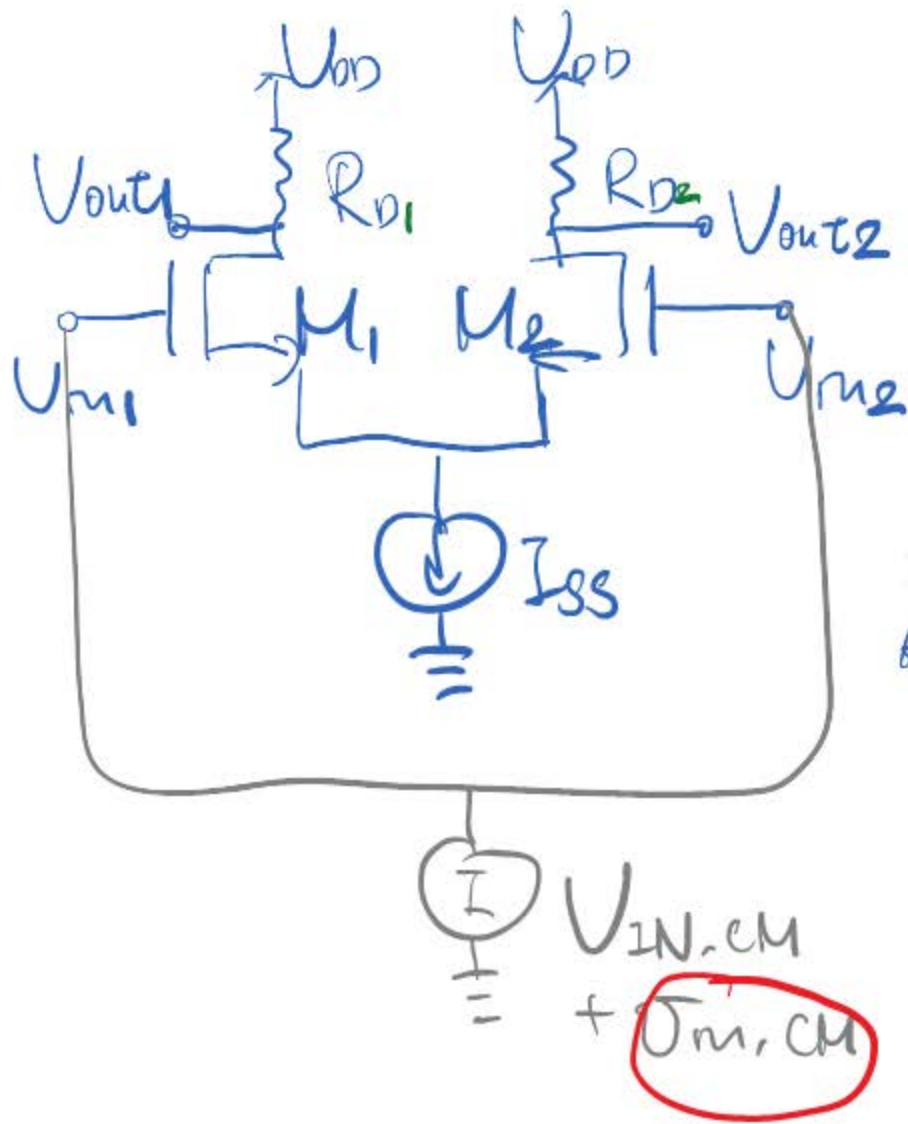 VDD VDD
Vout1 RD1 RD2 Vout2
M1 M2
Vin1 Vin2
ISS
I VIN,CM
+ Vin,CM